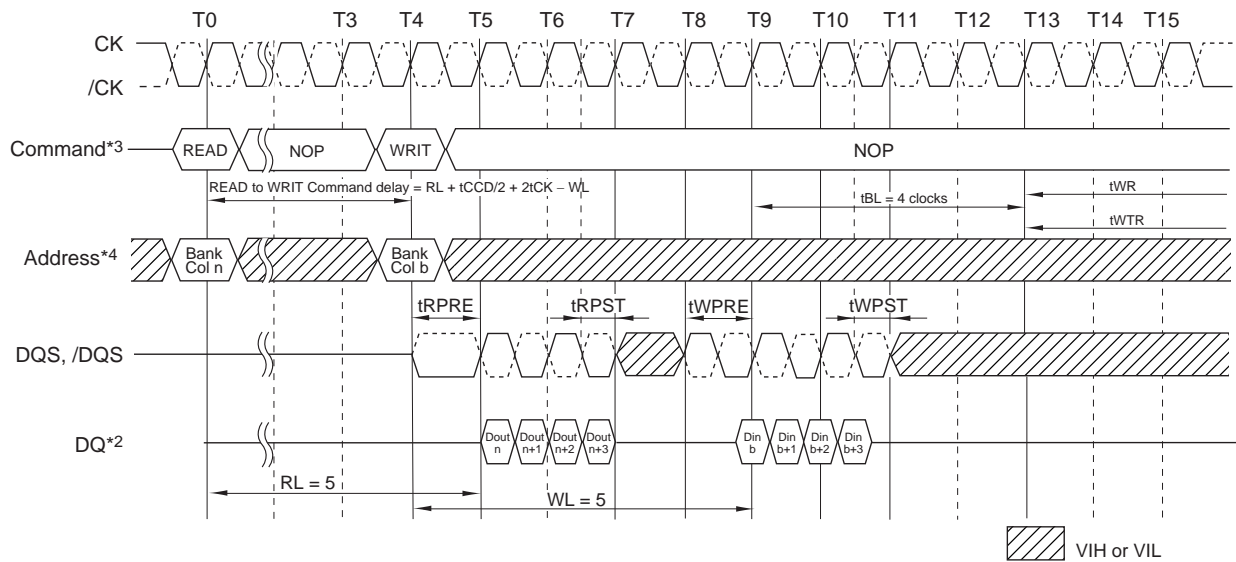 T0 T3 T4 T5 T6 T7 T8 T9 T10 T11 T12 T13 T14 T15
CK
/CK
Command*3 READ NOP WRIT NOP
READ to WRIT Command delay = RL + tCCD/2 + 2tCK − WL
tBL = 4 clocks
tWR
tWTR
Address*4 Bank Col n Bank Col b
tRPRE tRPST tWPRE tWPST
DQS, /DQS
DQ*2 Dout n Dout n+1 Dout n+2 Dout n+3 Din b Din b+1 Din b+2 Din b+3
RL = 5
WL = 5
VIH or VIL